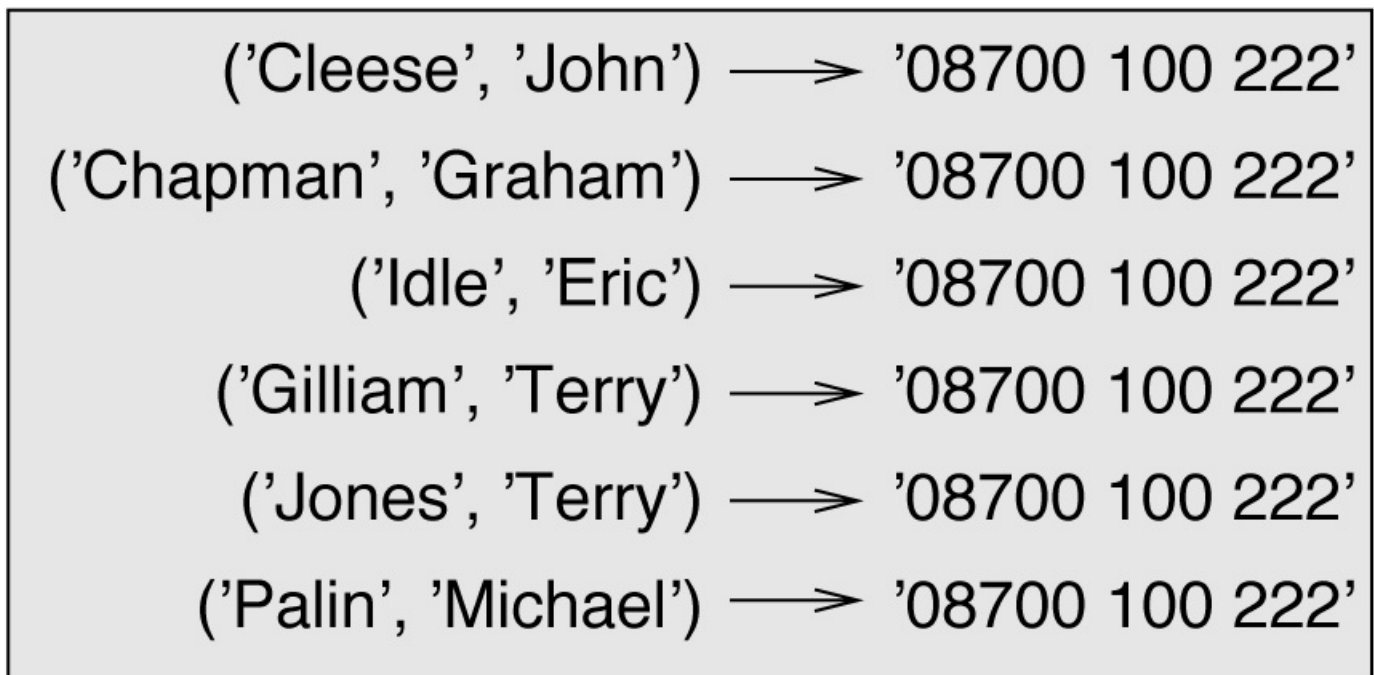 ('Cleese', 'John') ⟶ '08700 100 222'
('Chapman', 'Graham') ⟶ '08700 100 222'
('Idle', 'Eric') ⟶ '08700 100 222'
('Gilliam', 'Terry') ⟶ '08700 100 222'
('Jones', 'Terry') ⟶ '08700 100 222'
('Palin', 'Michael') ⟶ '08700 100 222'